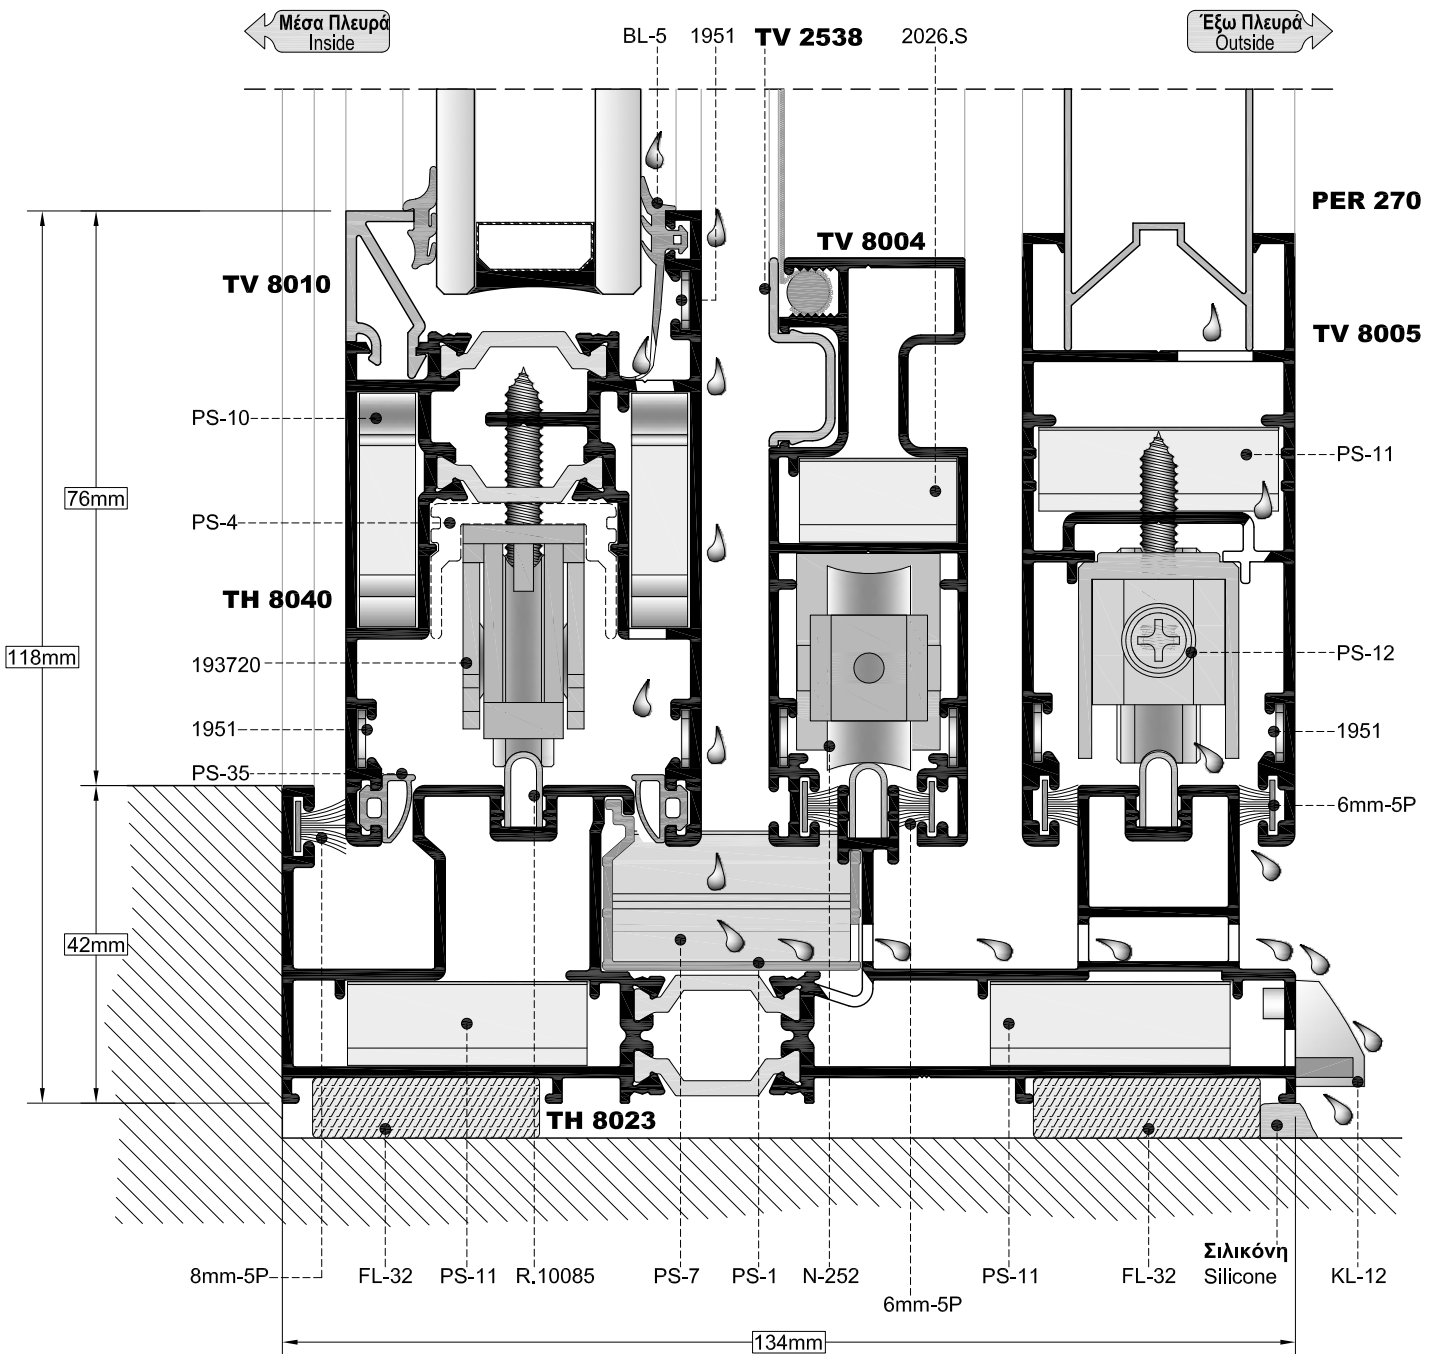 Μέσα Πλευρά
Inside
BL-5
1951
TV 2538
2026.S
Έξω Πλευρά
Outside
PER 270
TV 8004
TV 8010
TV 8005
PS-10
PS-11
76mm
PS-4
TH 8040
118mm
193720
PS-12
1951
1951
PS-35
6mm-5P
42mm
TH 8023
Σιλικόνη
Silicone
8mm-5P
FL-32
PS-11
R.10085
PS-7
PS-1
N-252
PS-11
FL-32
KL-12
6mm-5P
134mm